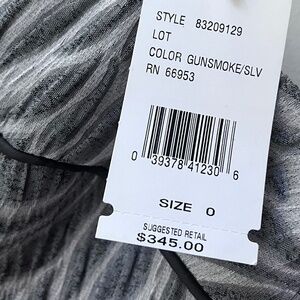 STYLE 83209129
LOT
COLOR GUNSMOKE/SLV
RN 66953
0 39378 41230 6
SIZE 0
SUGGESTED RETAIL
$345.00